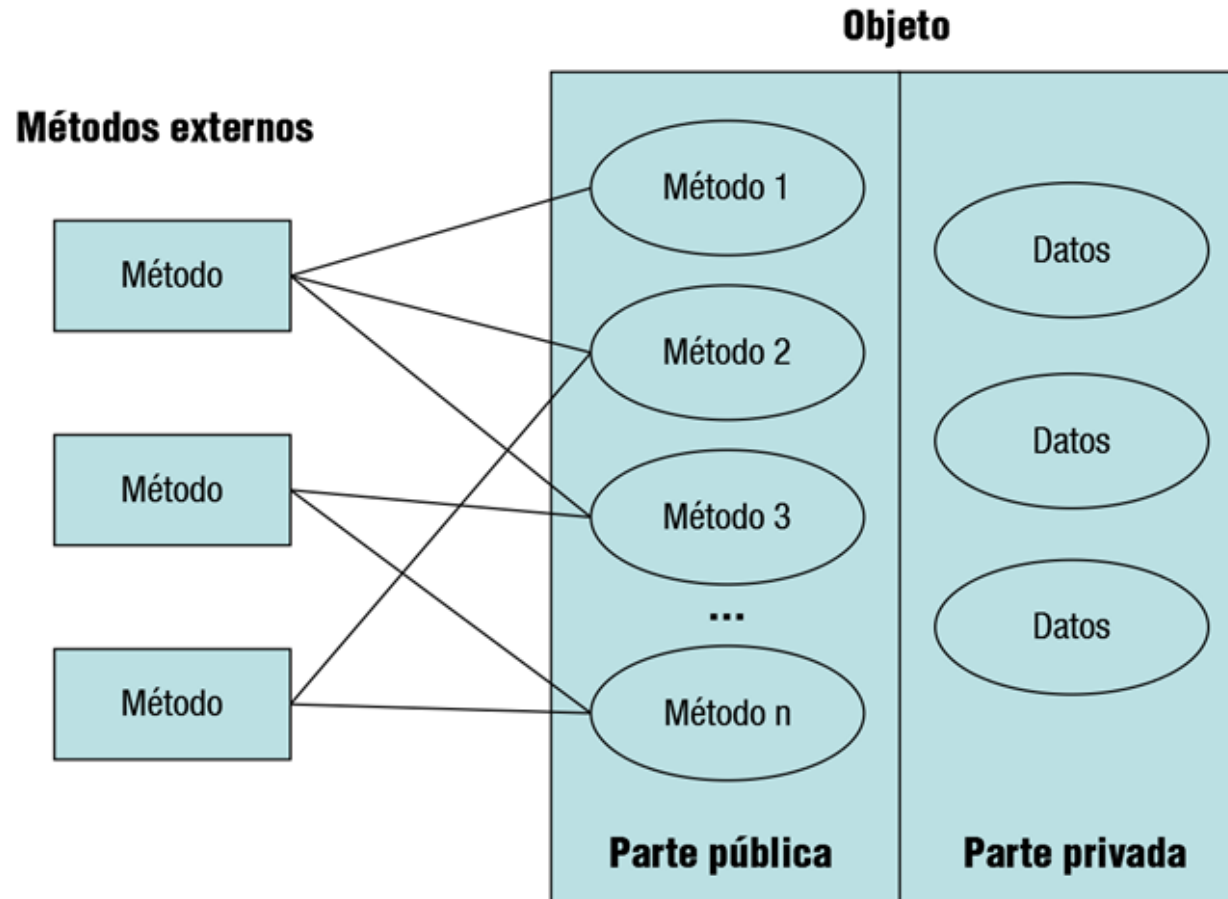 Objeto
Métodos externos
Método
Método
Método
Método 1
Método 2
Método 3
...
Método n
Parte pública
Datos
Datos
Datos
Parte privada